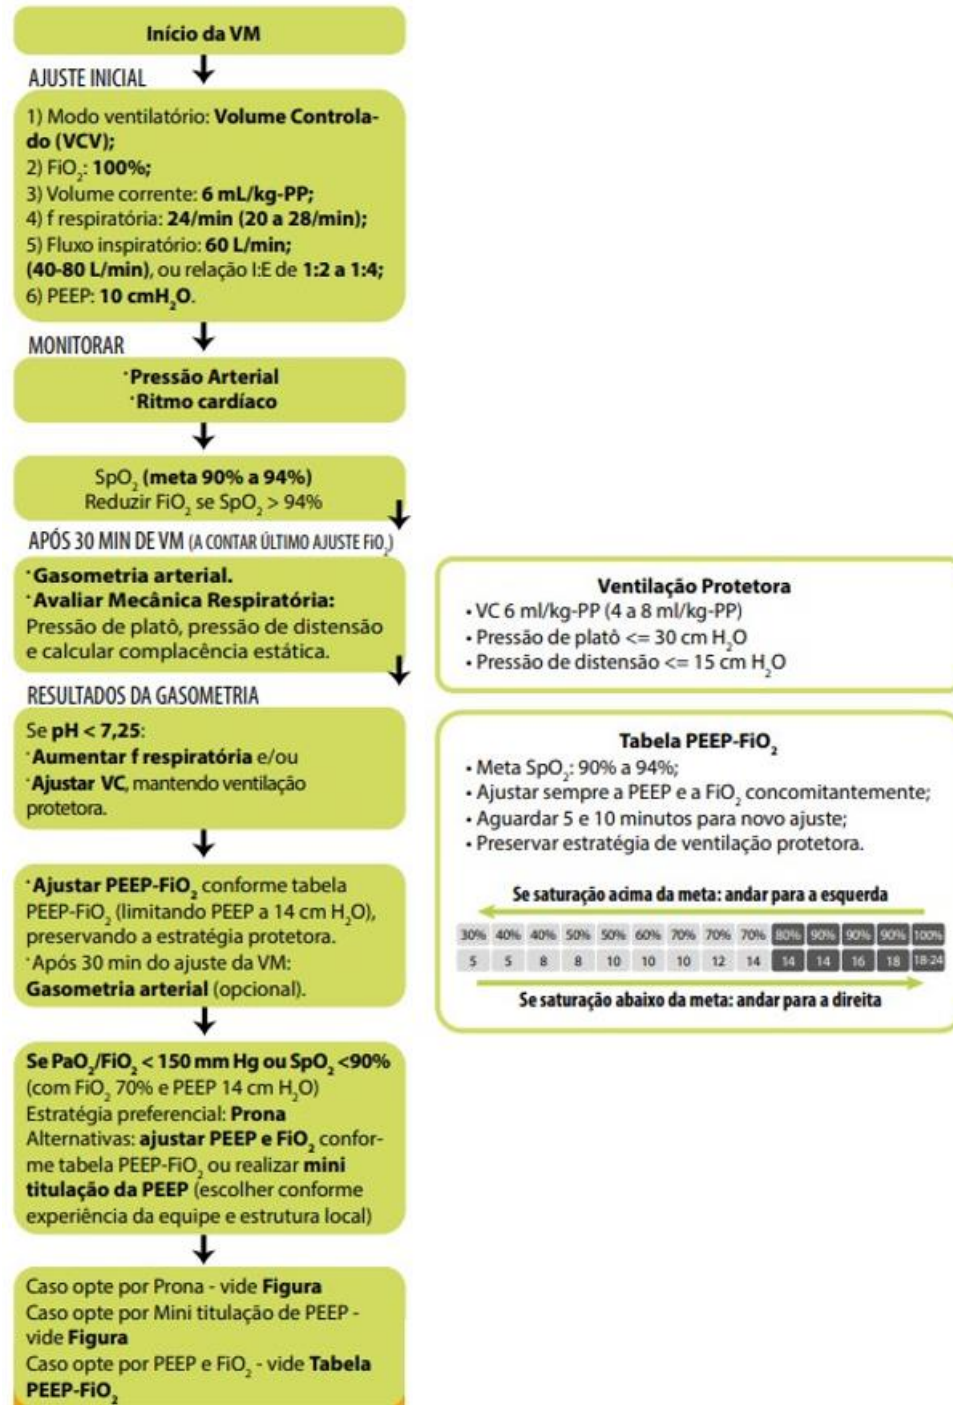 Início da VM
AJUSTE INICIAL
1) Modo ventilatório: Volume Controla-
do (VCV);
2) FiO₂: 100%;
3) Volume corrente: 6 mL/kg-PP;
4) f respiratória: 24/min (20 a 28/min);
5) Fluxo inspiratório: 60 L/min;
(40-80 L/min), ou relação I:E de 1:2 a 1:4;
6) PEEP: 10 cmH₂O.
MONITORAR
·Pressão Arterial
·Ritmo cardíaco
SpO₂ (meta 90% a 94%)
Reduzir FiO₂ se SpO₂ > 94%
APÓS 30 MIN DE VM (A CONTAR ÚLTIMO AJUSTE FiO₂)
·Gasometria arterial.
·Avaliar Mecânica Respiratória:
Pressão de platô, pressão de distensão
e calcular complacência estática.
RESULTADOS DA GASOMETRIA
Se pH < 7,25:
·Aumentar f respiratória e/ou
·Ajustar VC, mantendo ventilação
protetora.
·Ajustar PEEP-FiO₂ conforme tabela
PEEP-FiO₂ (limitando PEEP a 14 cm H₂O),
preservando a estratégia protetora.
·Após 30 min do ajuste da VM:
Gasometria arterial (opcional).
Se PaO₂/FiO₂ < 150 mm Hg ou SpO₂ <90%
(com FiO₂ 70% e PEEP 14 cm H₂O)
Estratégia preferencial: Prona
Alternativas: ajustar PEEP e FiO₂ confor-
me tabela PEEP-FiO₂ ou realizar mini
titulação da PEEP (escolher conforme
experiência da equipe e estrutura local)
Caso opte por Prona - vide Figura
Caso opte por Mini titulação de PEEP -
vide Figura
Caso opte por PEEP e FiO₂ - vide Tabela
PEEP-FiO₂
Ventilação Protetora
• VC 6 ml/kg-PP (4 a 8 ml/kg-PP)
• Pressão de platô <= 30 cm H₂O
• Pressão de distensão <= 15 cm H₂O
Tabela PEEP-FiO₂
• Meta SpO₂: 90% a 94%;
• Ajustar sempre a PEEP e a FiO₂ concomitantemente;
• Aguardar 5 e 10 minutos para novo ajuste;
• Preservar estratégia de ventilação protetora.
Se saturação acima da meta: andar para a esquerda
30% 40% 40% 50% 50% 60% 70% 70% 70% 80% 90% 90% 90% 100%
5 5 8 8 10 10 10 12 14 14 14 16 18 18-24
Se saturação abaixo da meta: andar para a direita